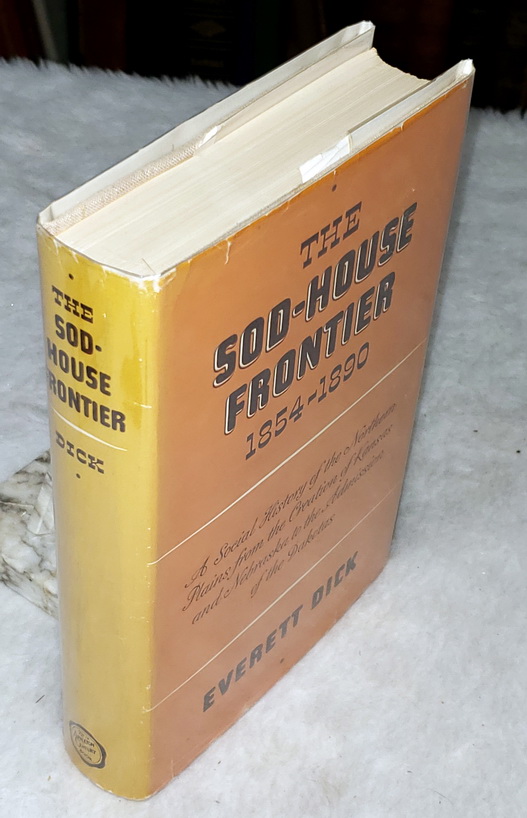 THE
SOD-HOUSE
FRONTIER
1854-1890
A Social History of the Northern
Plains from the Creation of Kansas
and Nebraska to the Admission
of the Dakotas
EVERETT DICK
THE
SOD-
HOUSE
FRONTIER
DICK